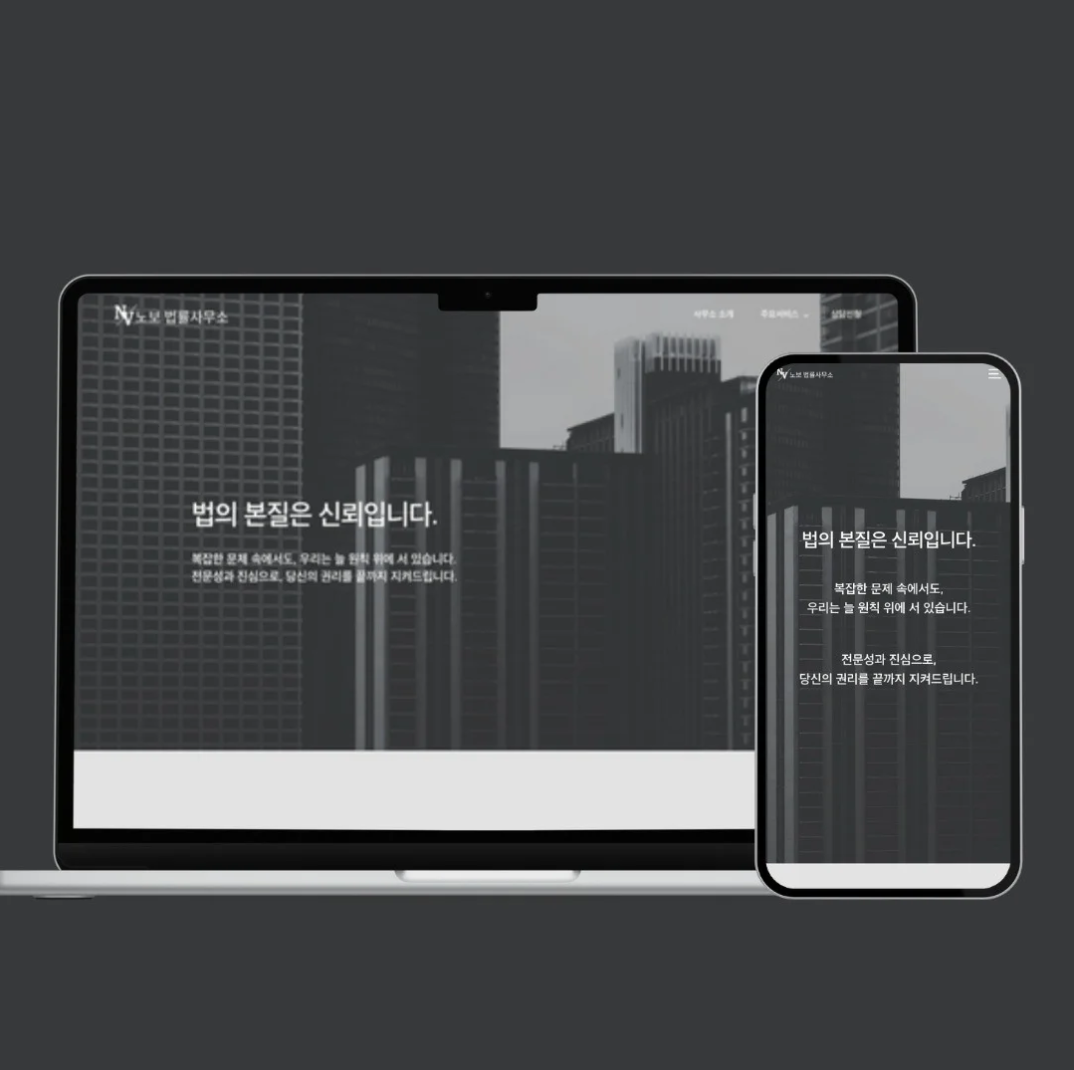 NV 노보 법률사무소
사무소 소개 주요서비스 상담신청
법의 본질은 신뢰입니다.
복잡한 문제 속에서도, 우리는 늘 원칙 위에 서 있습니다.
전문성과 진심으로, 당신의 권리를 끝까지 지켜드립니다.
NV 노보 법률사무소
법의 본질은 신뢰입니다.
복잡한 문제 속에서도,
우리는 늘 원칙 위에 서 있습니다.
전문성과 진심으로,
당신의 권리를 끝까지 지켜드립니다.